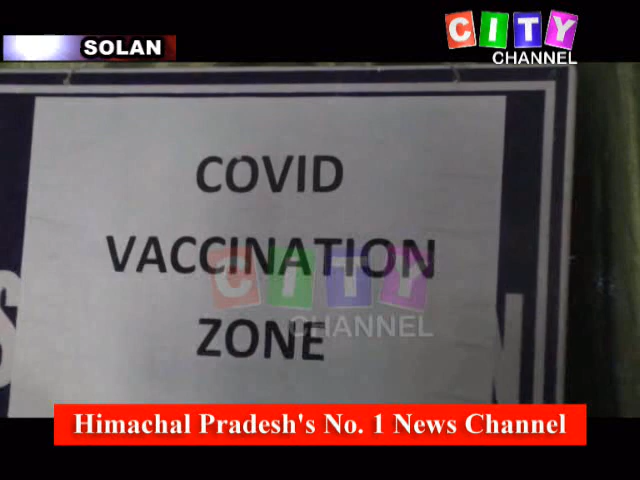 SOLAN
CITY
CHANNEL
COVID
VACCINATION
ZONE
CITY
CHANNEL
Himachal Pradesh's No. 1 News Channel